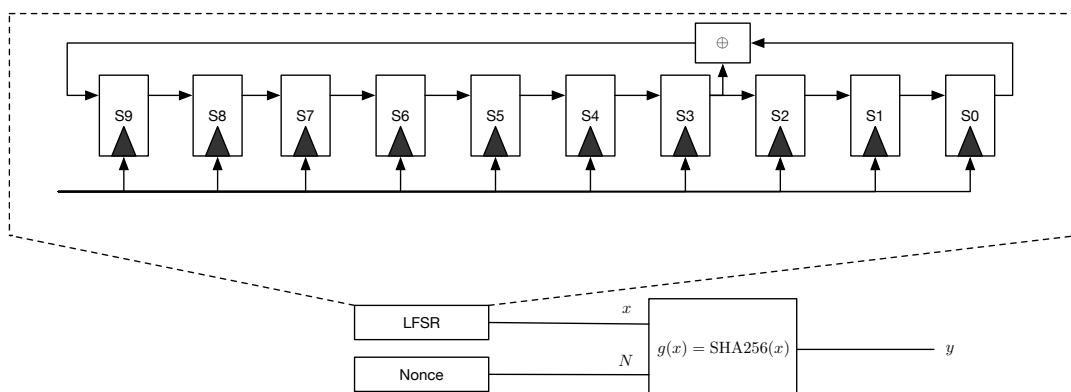 ⊕
S9 S8 S7 S6 S5 S4 S3 S2 S1 S0
LFSR
x
g(x) = SHA256(x)
y
Nonce
N